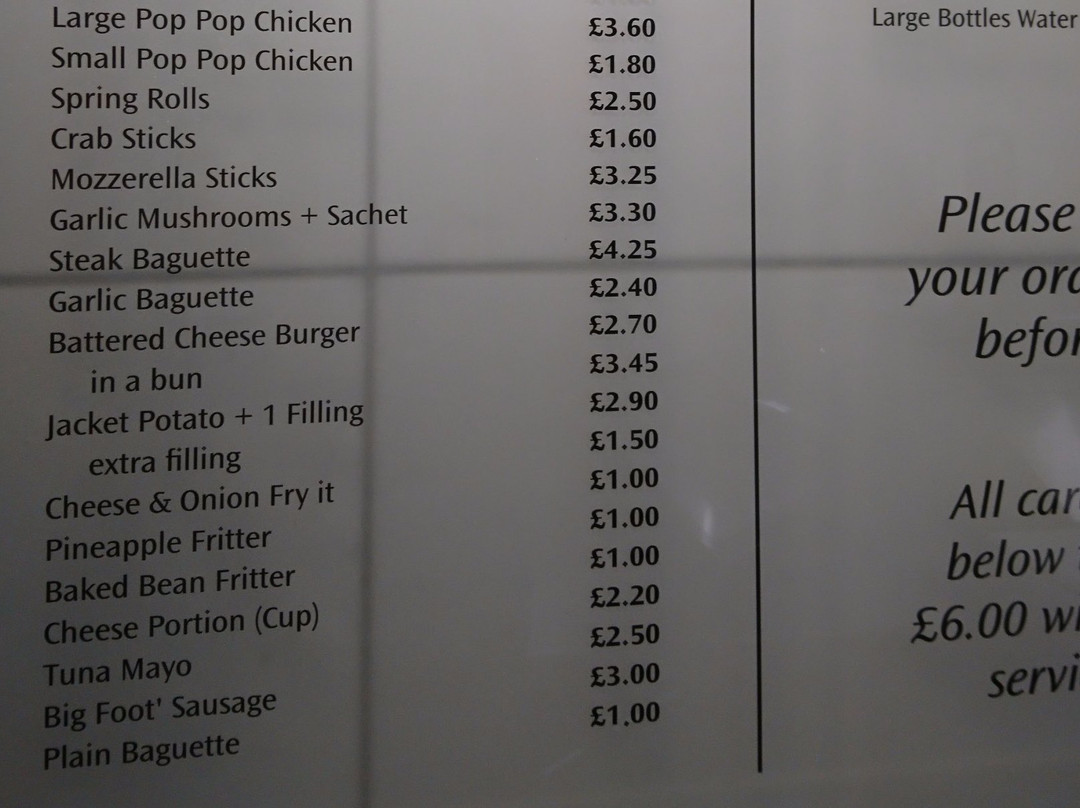 Large Pop Pop Chicken £3.60
Small Pop Pop Chicken £1.80
Spring Rolls £2.50
Crab Sticks £1.60
Mozzerella Sticks £3.25
Garlic Mushrooms + Sachet £3.30
Steak Baguette £4.25
Garlic Baguette £2.40
Battered Cheese Burger £2.70
in a bun £3.45
Jacket Potato + 1 Filling £2.90
extra filling £1.50
Cheese & Onion Fry it £1.00
Pineapple Fritter £1.00
Baked Bean Fritter £1.00
Cheese Portion (Cup) £2.20
Tuna Mayo £2.50
Big Foot' Sausage £3.00
Plain Baguette £1.00
Large Bottles Water
Please
your
All
below
£6.00